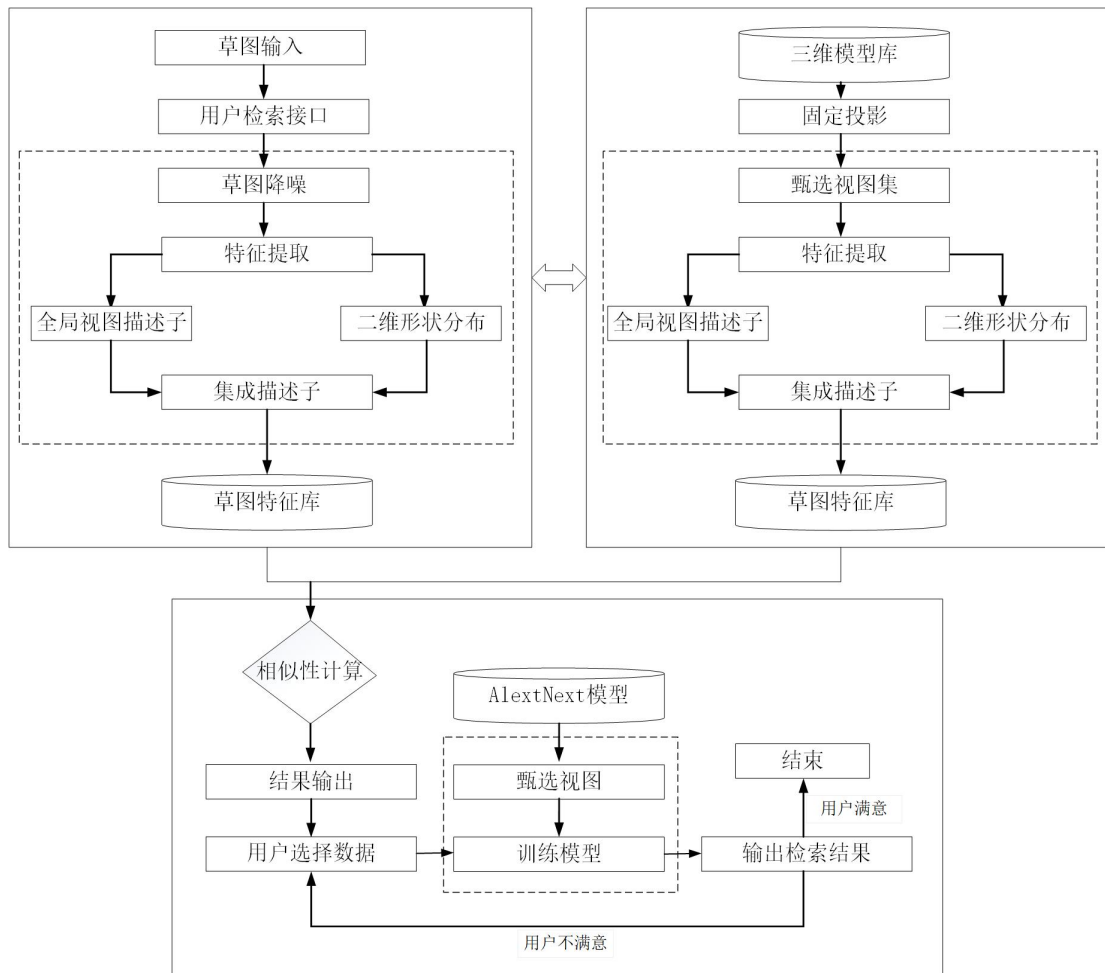 草图输入
用户检索接口
草图降噪
特征提取
全局视图描述子
二维形状分布
集成描述子
草图特征库
三维模型库
固定投影
甄选视图集
特征提取
全局视图描述子
二维形状分布
集成描述子
草图特征库
相似性计算
结果输出
用户选择数据
AlextNext模型
甄选视图
训练模型
结束
用户满意
输出检索结果
用户不满意